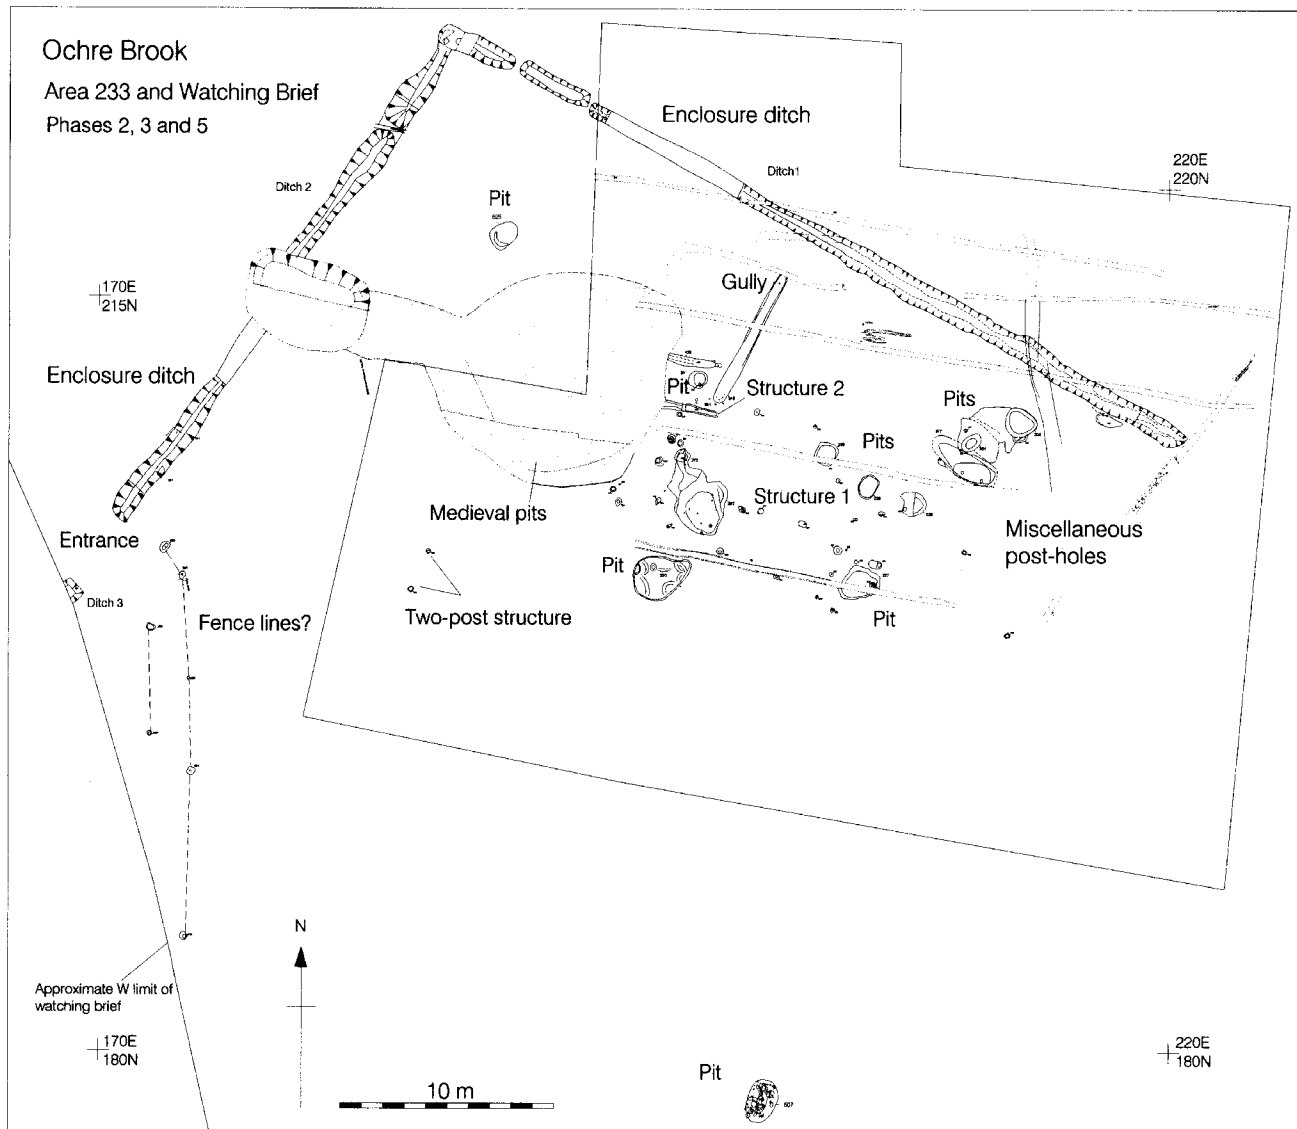 Ochre Brook
Area 233 and Watching Brief
Phases 2, 3 and 5
Enclosure ditch
Ditch1
220E
220N
Ditch 2
Pit
625
170E
215N
Gully
Enclosure ditch
Pit
Structure 2
Pits
Pits
Structure 1
Medieval pits
Miscellaneous
post-holes
Entrance
Pit
Ditch 3
Fence lines?
Two-post structure
Pit
N
Approximate W limit of
watching brief
170E
180N
220E
180N
10 m
Pit
507